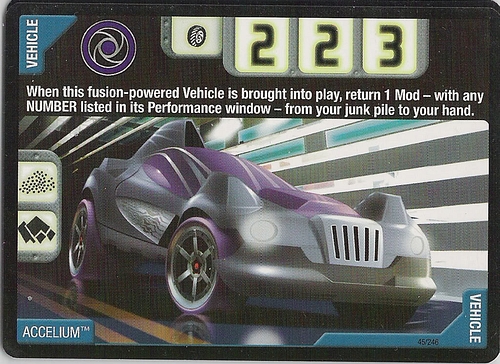 VEHICLE
2 2 3
When this fusion-powered Vehicle is brought into play, return 1 Mod – with any
NUMBER listed in its Performance window – from your junk pile to your hand.
ACCELIUM™
45/246
VEHICLE